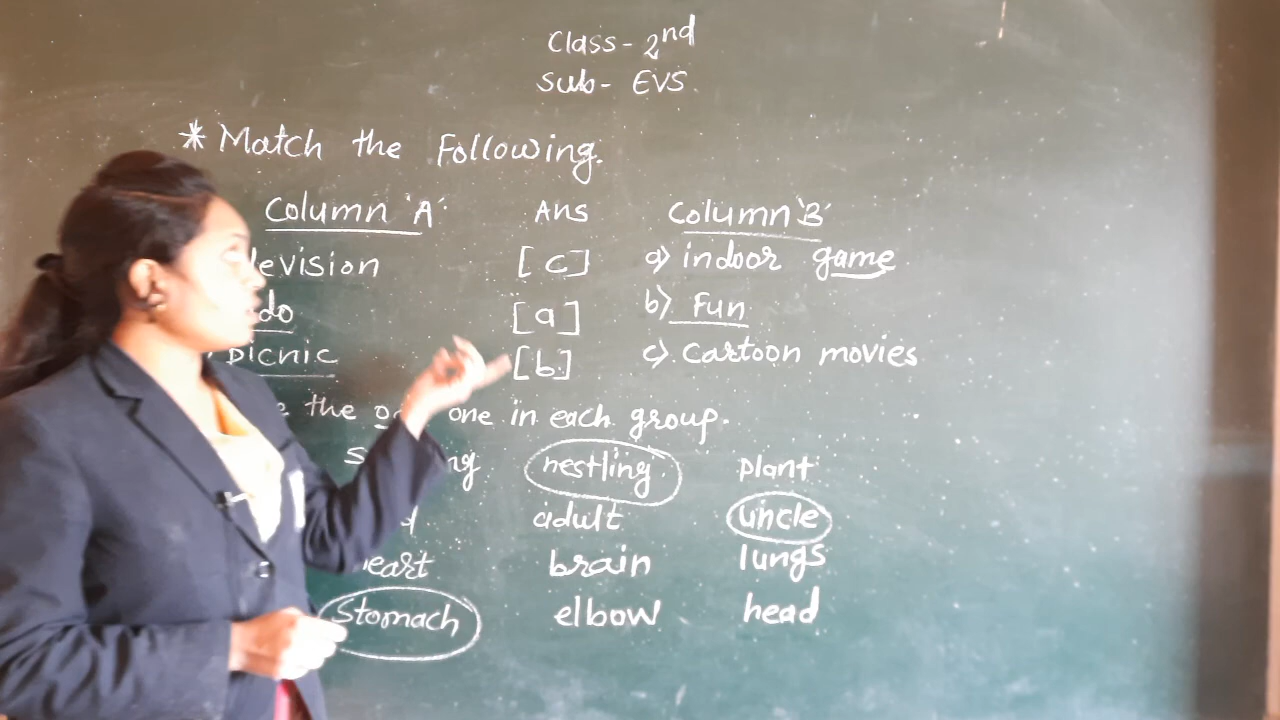 Class- 2nd
Sub- EVS
* Match the Following.
Column 'A' Ans Column 'B'
levision [c] a) indoor game
do [a] b) Fun
picnic [b] c) cartoon movies
the one in each group.
nestling plant
adult uncle
eart brain lungs
Stomach elbow head